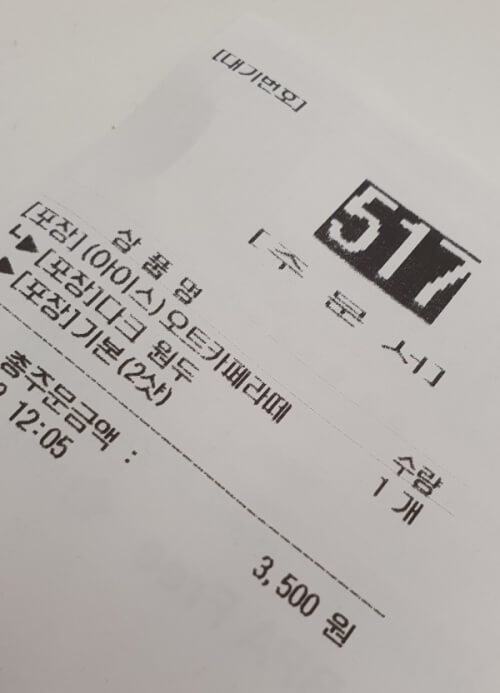 [대기번호]
517
[주 문 서]
상 품 명 수량
[포장] (아이스)오트카페라떼 1 개
┗▶[포장]다크 원두
▶[포장]기본(2샷)
총주문금액 : 3,500 원
12:05